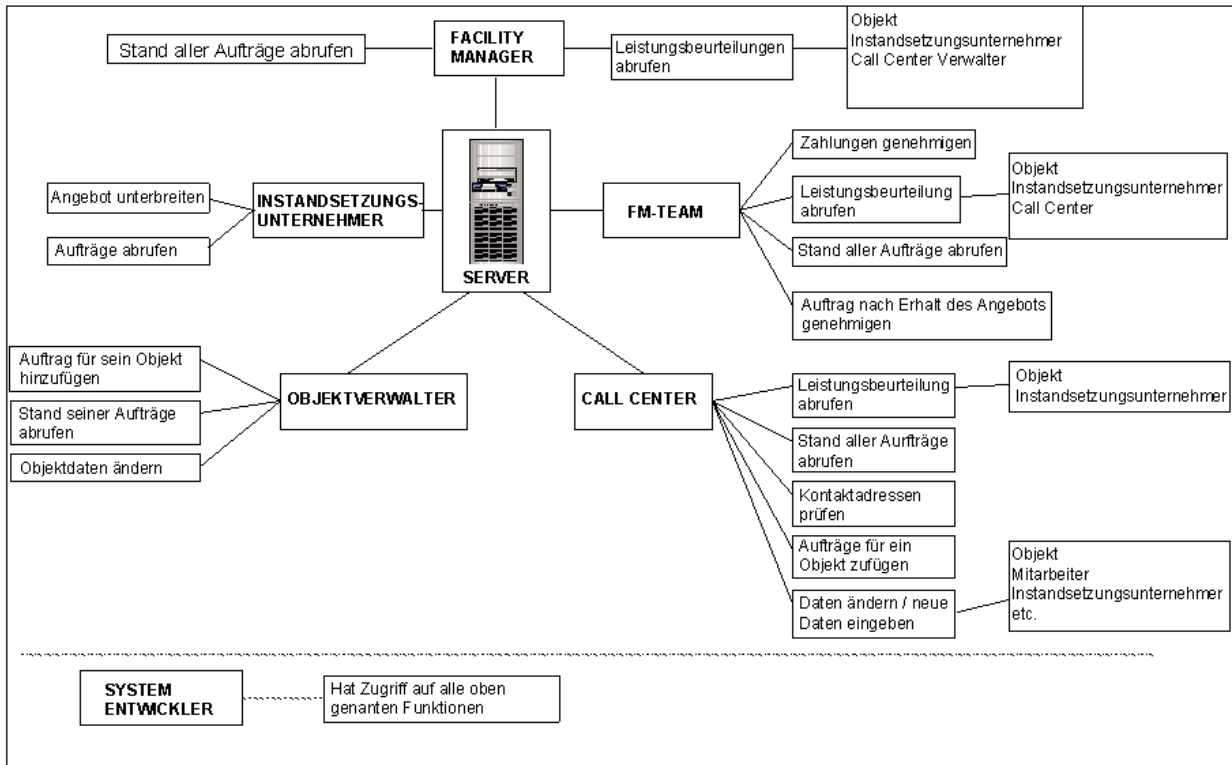 Stand aller Aufträge abrufen
FACILITY
MANAGER
Leistungsbeurteilungen
abrufen
Objekt
Instandsetzungsunternehmer
Call Center Verwalter
Angebot unterbreiten
Aufträge abrufen
INSTANDSETZUNGS-
UNTERNEHMER
SERVER
FM-TEAM
Zahlungen genehmigen
Leistungsbeurteilung
abrufen
Objekt
Instandsetzungsunternehmer
Call Center
Stand aller Aufträge abrufen
Auftrag nach Erhalt des Angebots
genehmigen
Auftrag für sein Objekt
hinzufügen
Stand seiner Aufträge
abrufen
Objektdaten ändern
OBJEKTVERWALTER
CALL CENTER
Leistungsbeurteilung
abrufen
Objekt
Instandsetzungsunternehmer
Stand aller Aurfträge
abrufen
Kontaktadressen
prüfen
Aufträge für ein
Objekt zufügen
Daten ändern / neue
Daten eingeben
Objekt
Mitarbeiter
Instandsetzungsunternehmer
etc.
SYSTEM
ENTWICKLER
Hat Zugriff auf alle oben
genanten Funktionen